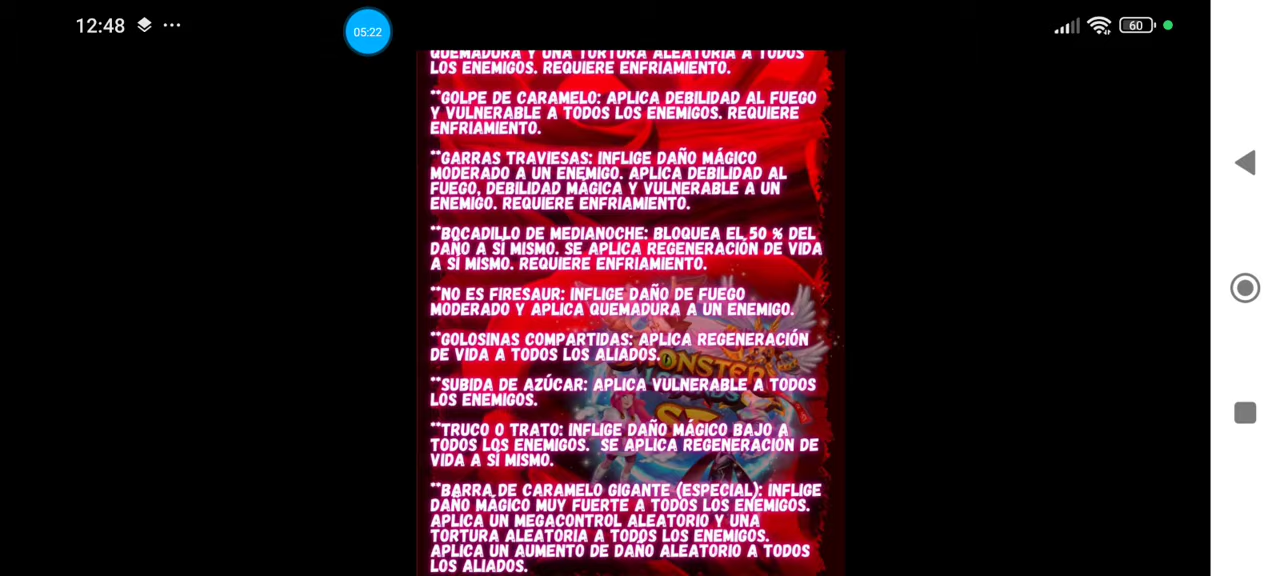 12:48
05:22
60
QUEMADURA Y UNA TORTURA ALEATORIA A TODOS
LOS ENEMIGOS. REQUIERE ENFRIAMIENTO.
**GOLPE DE CARAMELO: APLICA DEBILIDAD AL FUEGO
Y VULNERABLE A TODOS LOS ENEMIGOS. REQUIERE
ENFRIAMIENTO.
**GARRAS TRAVIESAS: INFLIGE DAÑO MÁGICO
MODERADO A UN ENEMIGO. APLICA DEBILIDAD AL
FUEGO, DEBILIDAD MÁGICA Y VULNERABLE A UN
ENEMIGO. REQUIERE ENFRIAMIENTO.
**BOCADILLO DE MEDIANOCHE: BLOQUEA EL 50 % DEL
DAÑO A SÍ MISMO. SE APLICA REGENERACIÓN DE VIDA
A SÍ MISMO. REQUIERE ENFRIAMIENTO.
**NO ES FIRESAUR: INFLIGE DAÑO DE FUEGO
MODERADO Y APLICA QUEMADURA A UN ENEMIGO.
**GOLOSINAS COMPARTIDAS: APLICA REGENERACIÓN
DE VIDA A TODOS LOS ALIADOS.
**SUBIDA DE AZÚCAR: APLICA VULNERABLE A TODOS
LOS ENEMIGOS.
**TRUCO O TRATO: INFLIGE DAÑO MÁGICO BAJO A
TODOS LOS ENEMIGOS. SE APLICA REGENERACIÓN DE
VIDA A SÍ MISMO.
**BARRA DE CARAMELO GIGANTE (ESPECIAL): INFLIGE
DAÑO MÁGICO MUY FUERTE A TODOS LOS ENEMIGOS.
APLICA UN MEGACONTROL ALEATORIO Y UNA
TORTURA ALEATORIA A TODOS LOS ENEMIGOS.
APLICA UN AUMENTO DE DAÑO ALEATORIO A TODOS
LOS ALIADOS.
MONSTER